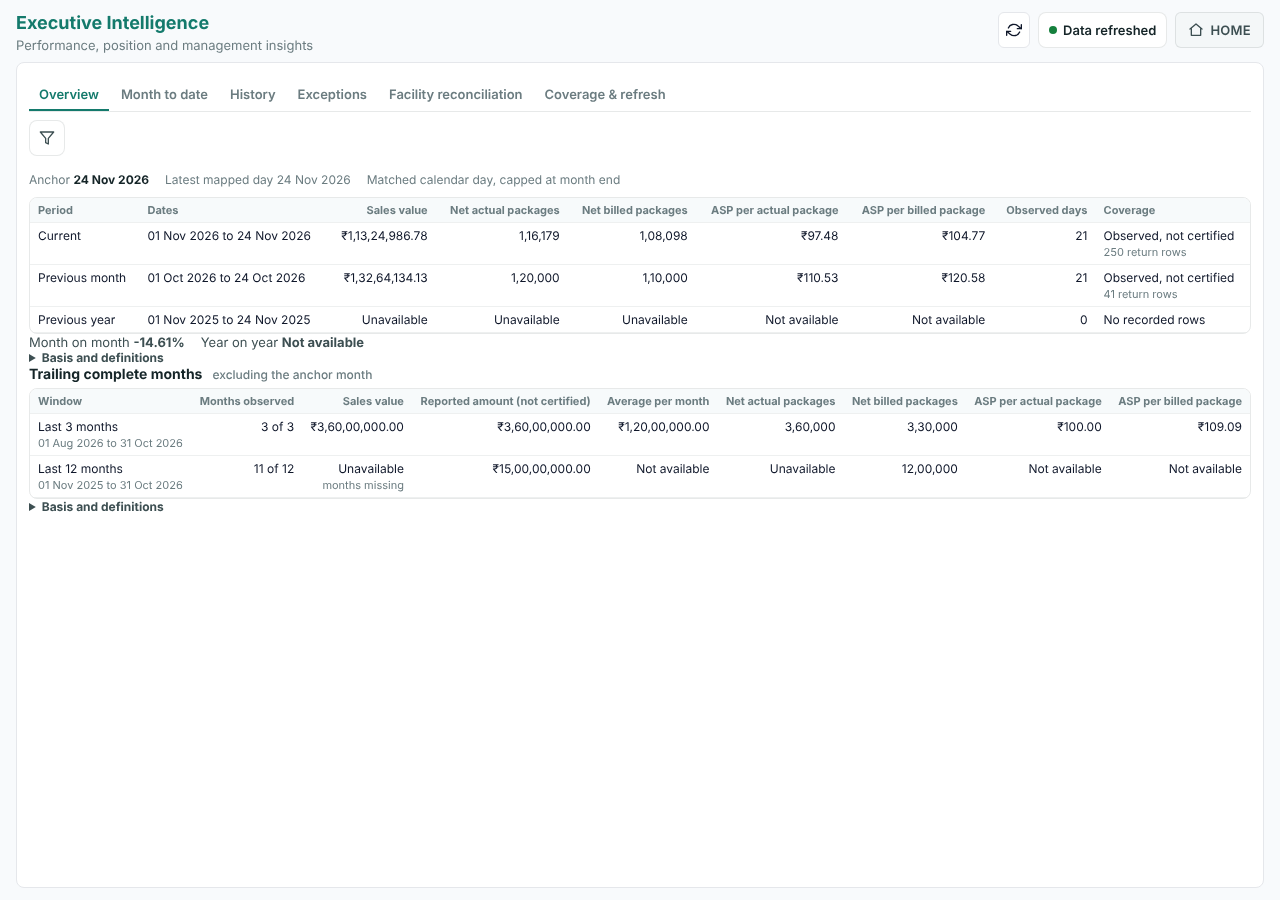 Executive Intelligence
Performance, position and management insights
Data refreshed
HOME
Overview Month to date History Exceptions Facility reconciliation Coverage & refresh
Anchor 24 Nov 2026 Latest mapped day 24 Nov 2026 Matched calendar day, capped at month end
Period Dates Sales value Net actual packages Net billed packages ASP per actual package ASP per billed package Observed days Coverage
Current 01 Nov 2026 to 24 Nov 2026 ₹1,13,24,986.78 1,16,179 1,08,098 ₹97.48 ₹104.77 21 Observed, not certified
250 return rows
Previous month 01 Oct 2026 to 24 Oct 2026 ₹1,32,64,134.13 1,20,000 1,10,000 ₹110.53 ₹120.58 21 Observed, not certified
41 return rows
Previous year 01 Nov 2025 to 24 Nov 2025 Unavailable Unavailable Unavailable Not available Not available 0 No recorded rows
Month on month -14.61% Year on year Not available
Basis and definitions
Trailing complete months excluding the anchor month
Window Months observed Sales value Reported amount (not certified) Average per month Net actual packages Net billed packages ASP per actual package ASP per billed package
Last 3 months 3 of 3 ₹3,60,00,000.00 ₹3,60,00,000.00 ₹1,20,00,000.00 3,60,000 3,30,000 ₹100.00 ₹109.09
01 Aug 2026 to 31 Oct 2026
Last 12 months 11 of 12 Unavailable ₹15,00,00,000.00 Not available Unavailable 12,00,000 Not available Not available
01 Nov 2025 to 31 Oct 2026 months missing
Basis and definitions